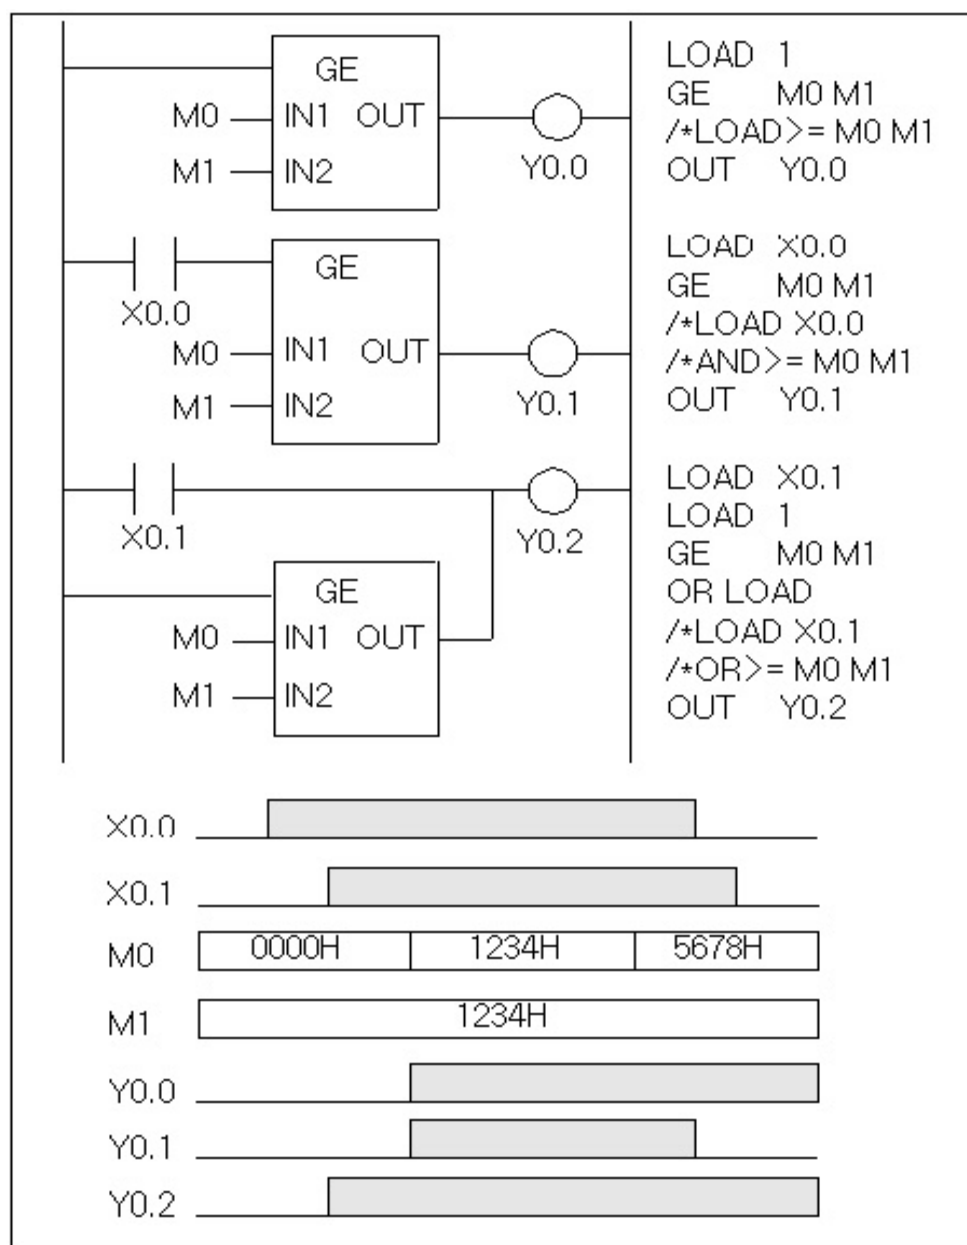 GE
M0 IN1 OUT
M1 IN2
Y0.0
LOAD 1
GE M0 M1
/*LOAD>= M0 M1
OUT Y0.0
X0.0
GE
M0 IN1 OUT
M1 IN2
Y0.1
LOAD X0.0
GE M0 M1
/*LOAD X0.0
/*AND>= M0 M1
OUT Y0.1
X0.1
Y0.2
GE
M0 IN1 OUT
M1 IN2
LOAD X0.1
LOAD 1
GE M0 M1
OR LOAD
/*LOAD X0.1
/*OR>= M0 M1
OUT Y0.2
X0.0
X0.1
M0 0000H 1234H 5678H
M1 1234H
Y0.0
Y0.1
Y0.2